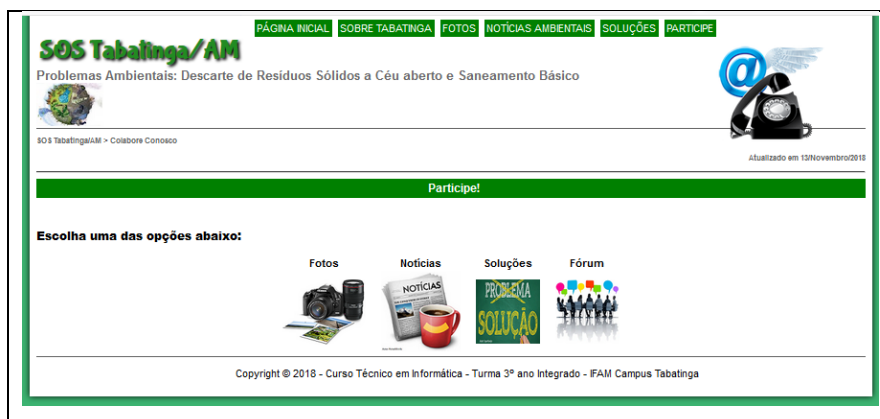 PÁGINA INICIAL SOBRE TABATINGA FOTOS NOTÍCIAS AMBIENTAIS SOLUÇÕES PARTICIPE
SOS Tabatinga/AM
Problemas Ambientais: Descarte de Resíduos Sólidos a Céu aberto e Saneamento Básico
SOS Tabatinga/AM > Colabore Conosco
Atualizado em 13/Novembro/2018
Participe!
Escolha uma das opções abaixo:
Fotos Notícias Soluções Fórum
NOTÍCIAS
PROBLEMA
SOLUÇÃO
Copyright © 2018 - Curso Técnico em Informática - Turma 3º ano Integrado - IFAM Campus Tabatinga